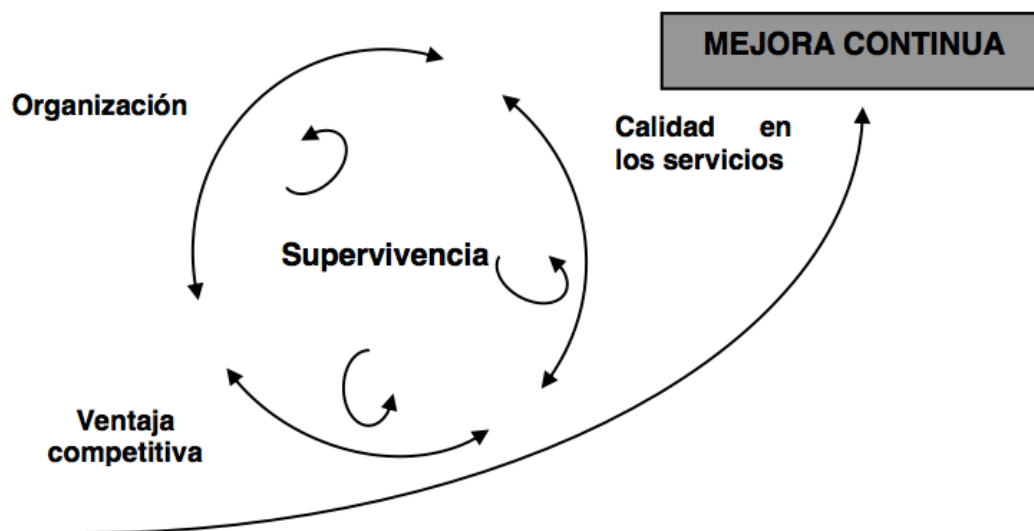 MEJORA CONTINUA
Organización
Calidad en
los servicios
Supervivencia
Ventaja
competitiva